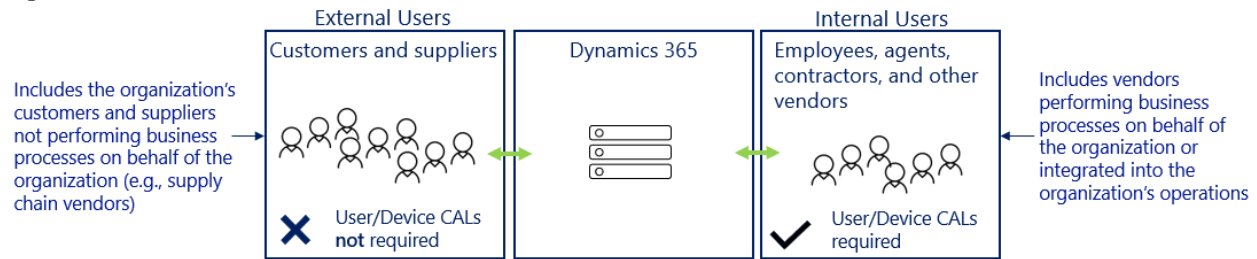 External Users
Internal Users
Customers and suppliers
Dynamics 365
Employees, agents,
contractors, and other
vendors
Includes the organization's
customers and suppliers
not performing business
processes on behalf of the
organization (e.g., supply
chain vendors)
Includes vendors
performing business
processes on behalf of
the organization or
integrated into the
organization's operations
User/Device CALs
not required
User/Device CALs
required